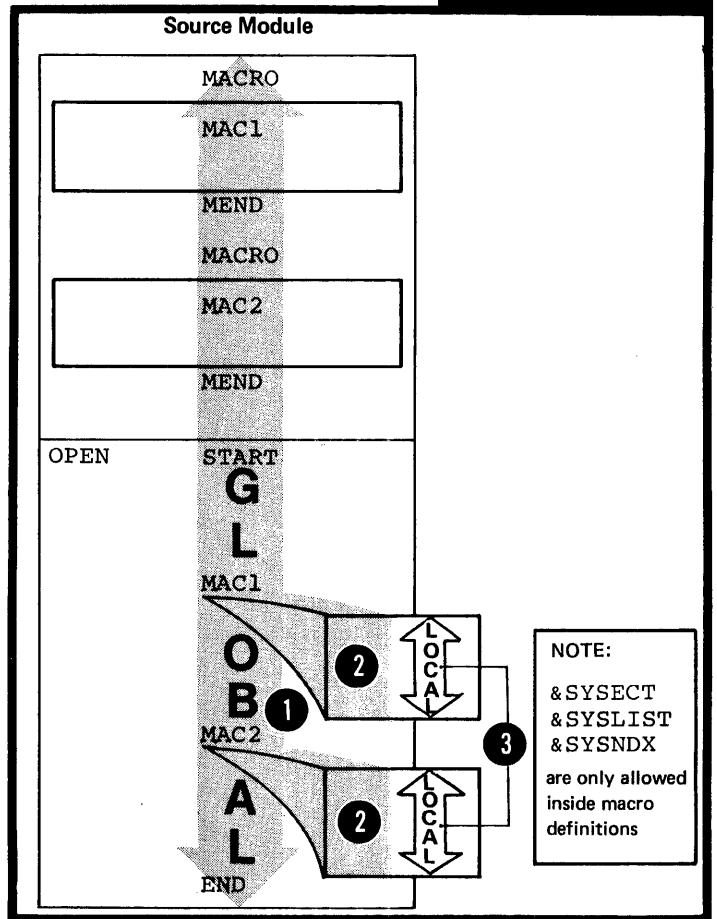 Source Module
MACRO
MAC1
MEND
MACRO
MAC2
MEND
OPEN START
GLOBAL
MAC1
1
2
LOCAL
MAC2
2
LOCAL
END
3
NOTE:
&SYSECT
&SYSLIST
&SYSNDX
are only allowed
inside macro
definitions